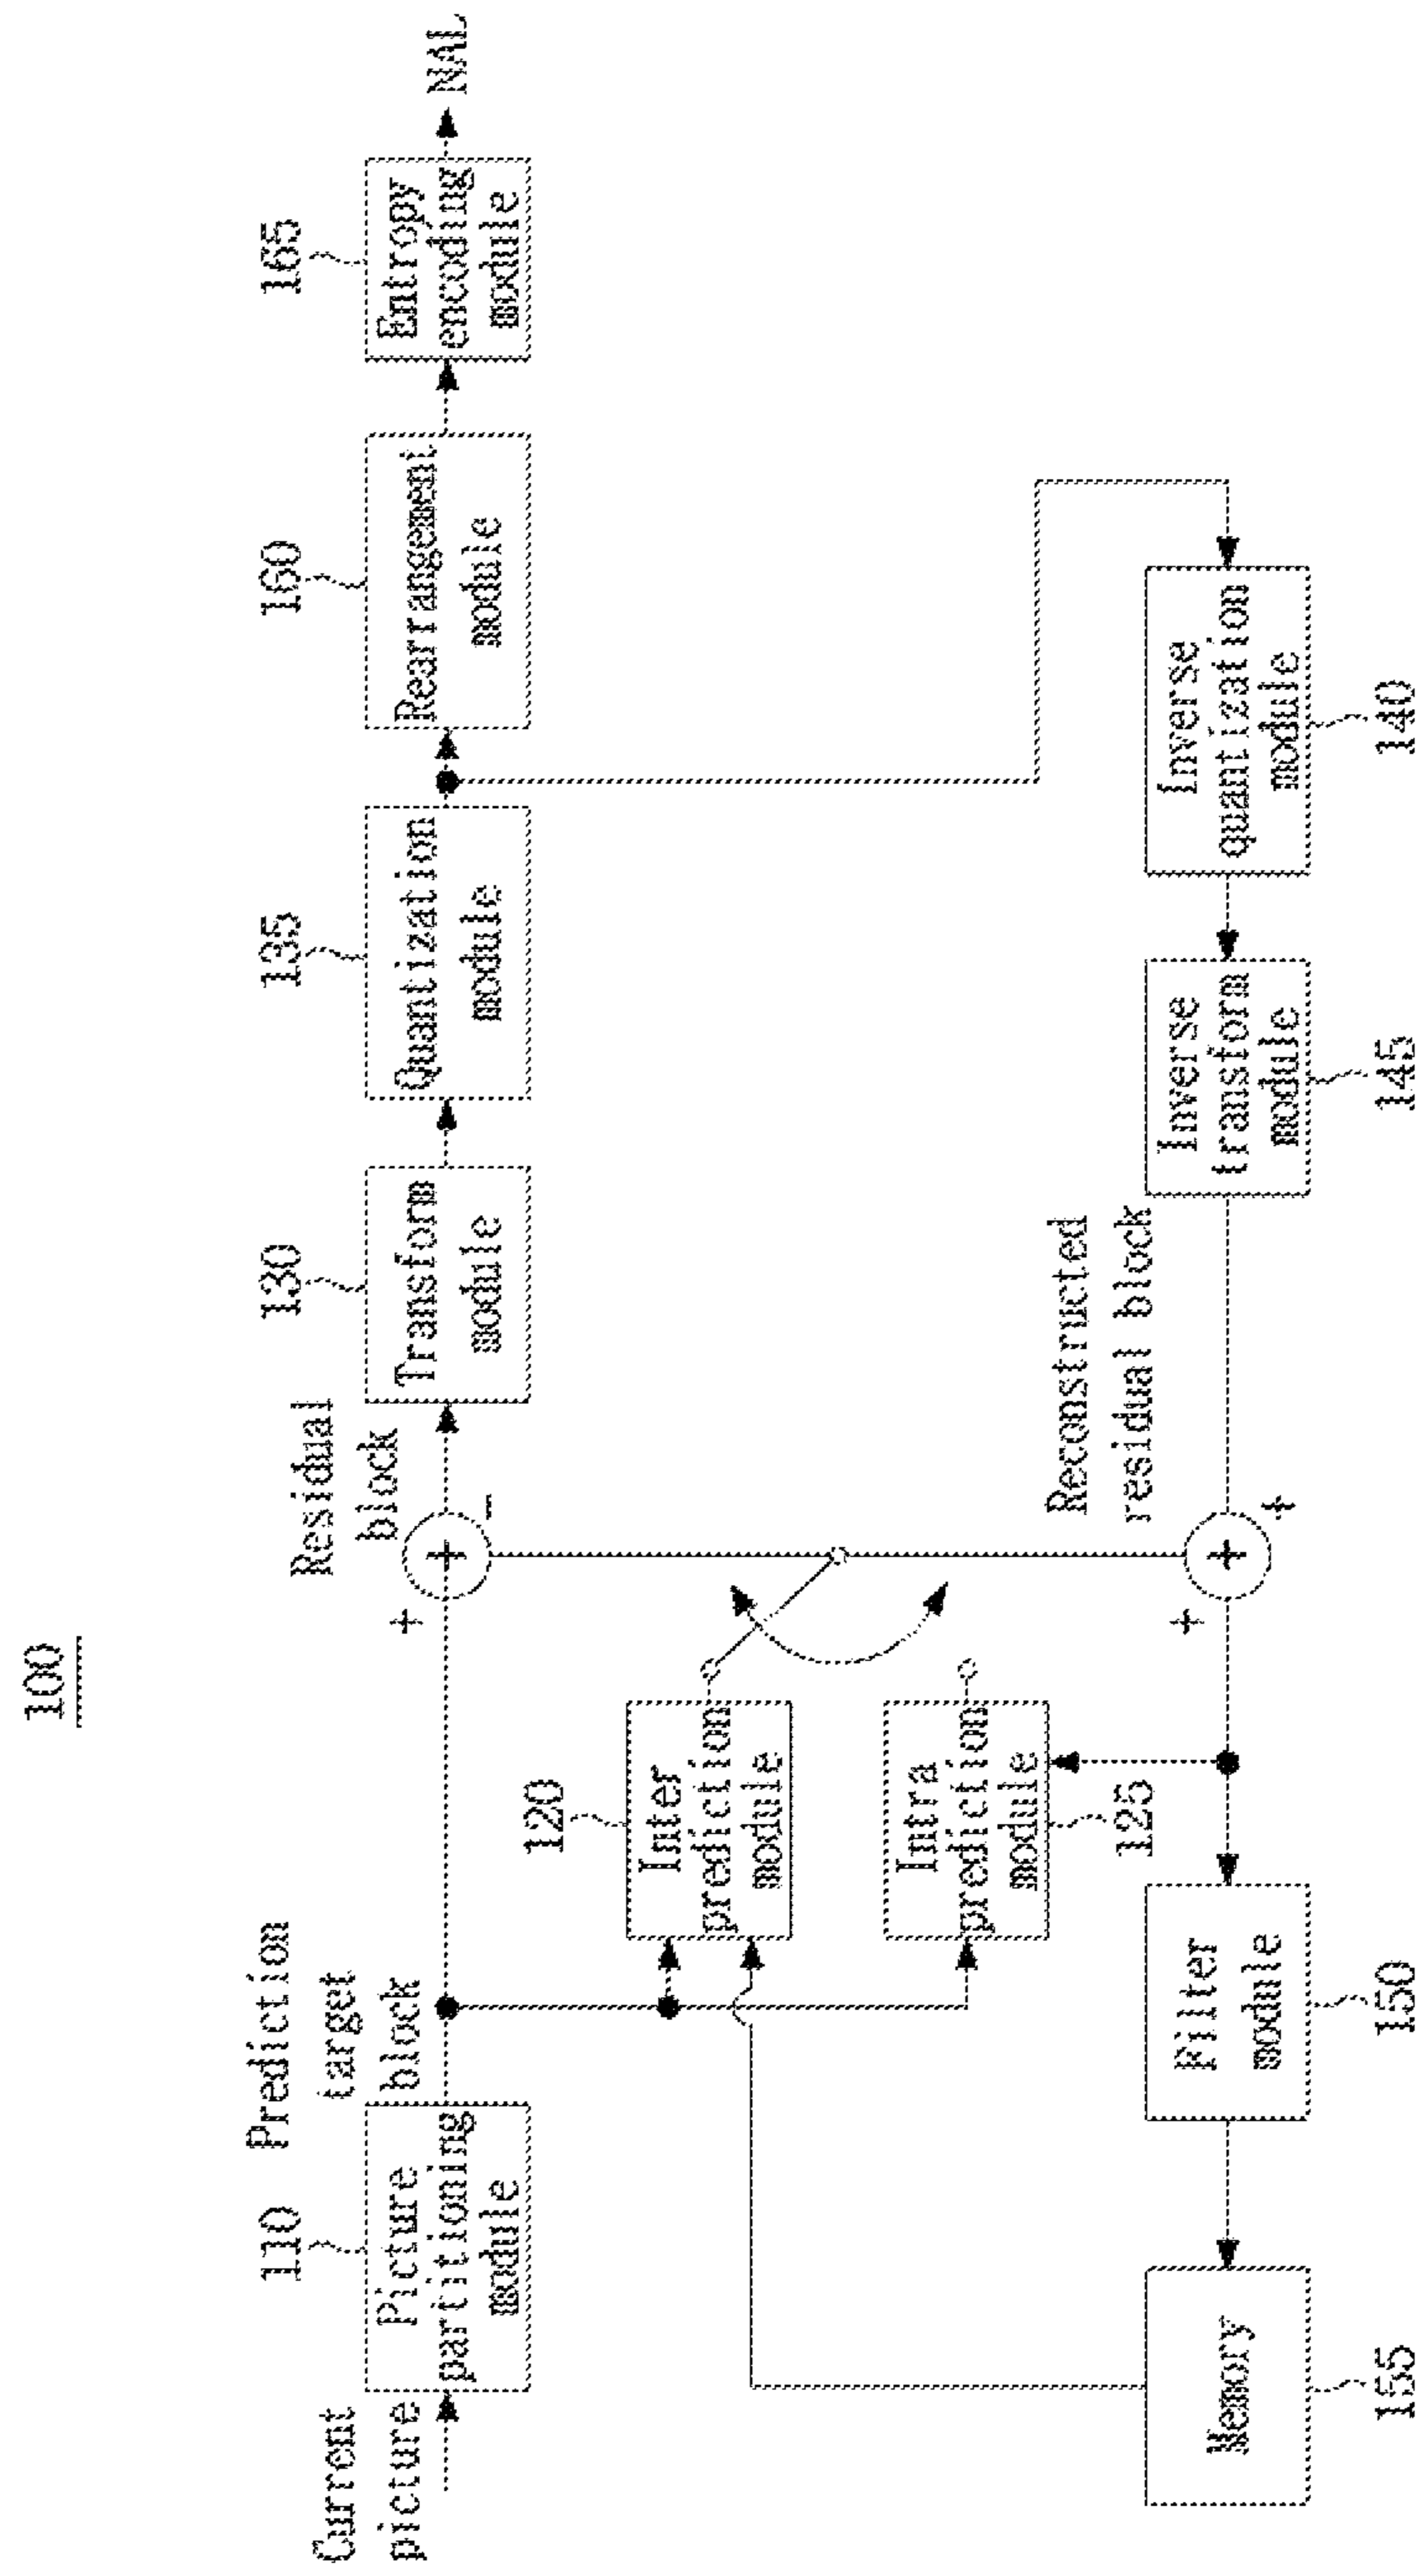 100
110
Prediction
target
block
Residual
block
130
135
160
165
Current
picture
Picture
partitioning
module
+
+
-
Transform
module
Quantization
module
Rearrangement
module
Entropy
encoding
module
NAL
120
Inter
prediction
module
Intra
prediction
module
125
Reconstructed
residual block
Memory
Filter
module
+
+
+
Inverse
transform
module
Inverse
quantization
module
155
150
145
140